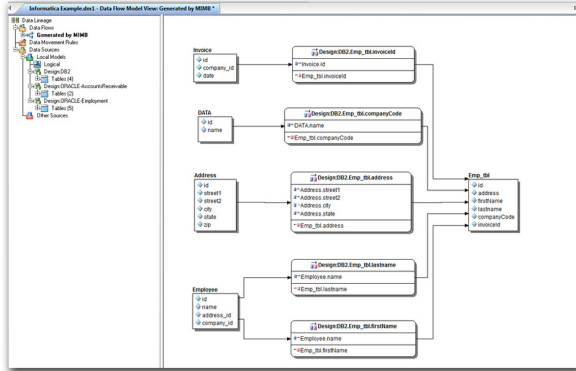 Informatica Example.dm1 - Data Flow Model View: Generated by MIMB *
Data Lineage
Data Flows
Generated by MIMB
Data Movement Rules
Data Sources
Local Models
Logical
Design:DB2
Tables (4)
Design:ORACLE-AccountsReceivable
Tables (2)
Design:ORACLE-Employment
Tables (5)
Other Sources
Invoice
id
company_id
date
Design:DB2.Emp_tbl.invoiceId
Invoice.id
Emp_tbl.invoiceId
DATA
id
name
Design:DB2.Emp_tbl.companyCode
DATA.name
Emp_tbl.companyCode
Address
id
street1
street2
city
state
zip
Design:DB2.Emp_tbl.address
Address.street1
Address.street2
Address.city
Address.state
Emp_tbl.address
Emp_tbl
id
address
firstName
lastname
companyCode
invoiceId
Employee
id
name
address_id
company_id
Design:DB2.Emp_tbl.lastname
Employee.name
Emp_tbl.lastname
Design:DB2.Emp_tbl.firstName
Employee.name
Emp_tbl.firstName